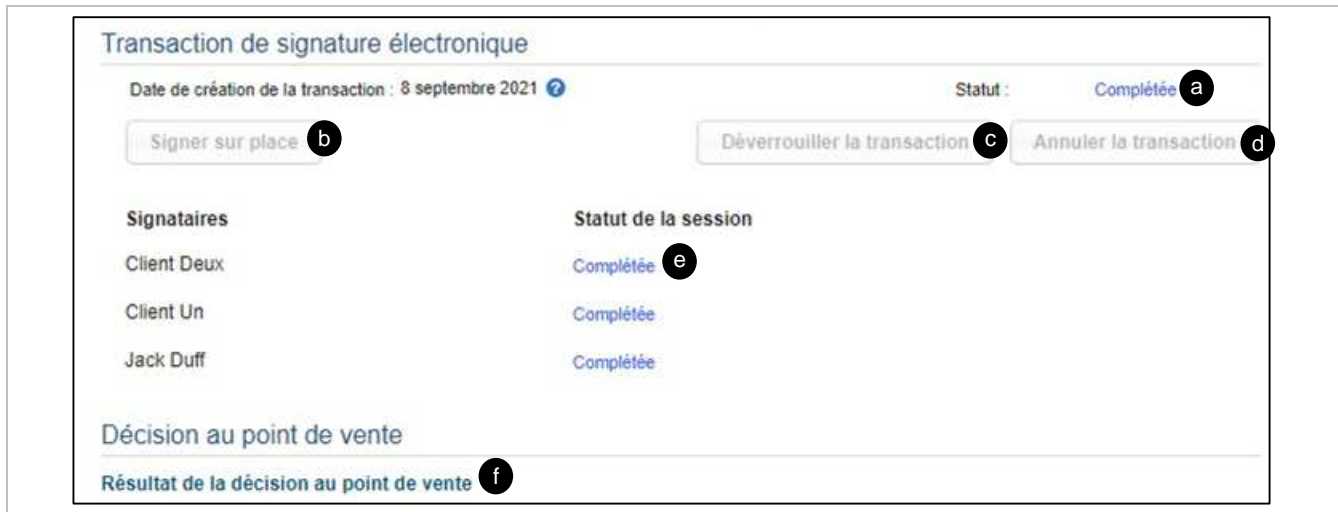 Transaction de signature électronique
Date de création de la transaction : 8 septembre 2021 ? Statut : Complétée a
Signer sur place b Déverrouiller la transaction c Annuler la transaction d
Signataires Statut de la session
Client Deux Complétée e
Client Un Complétée
Jack Duff Complétée
Décision au point de vente
Résultat de la décision au point de vente f